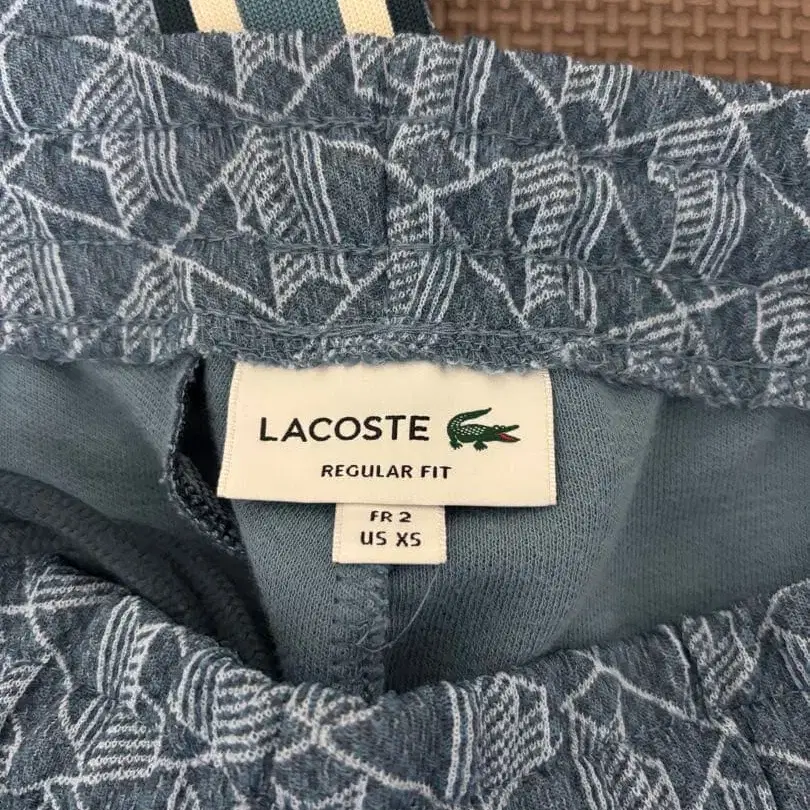 LACOSTE
REGULAR FIT
FR 2
US XS